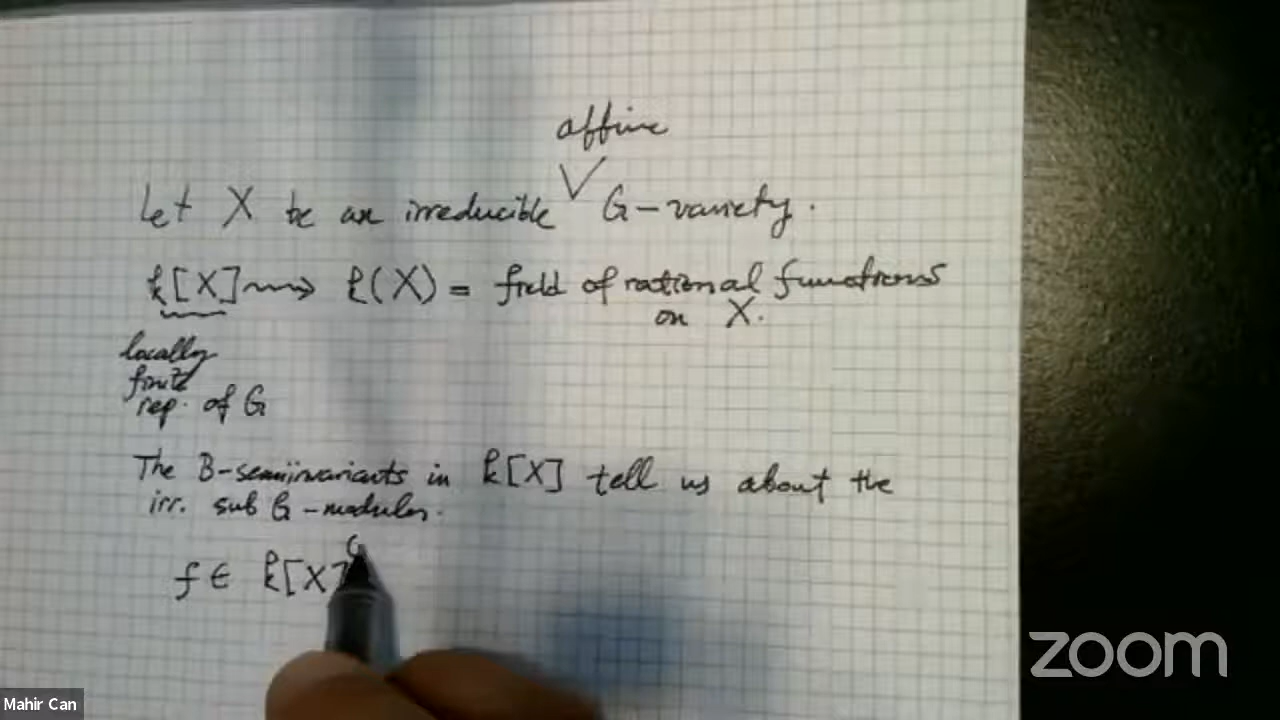 affine
Let X be an irreducible ∨ G-variety.
k[X] ⇝ k(X) = field of rational functions
on X.
locally
finite
rep. of G
The B-semiinvariants in k[X] tell us about the
irr. sub G-modules.
f ∈ k[X]
zoom
Mahir Can